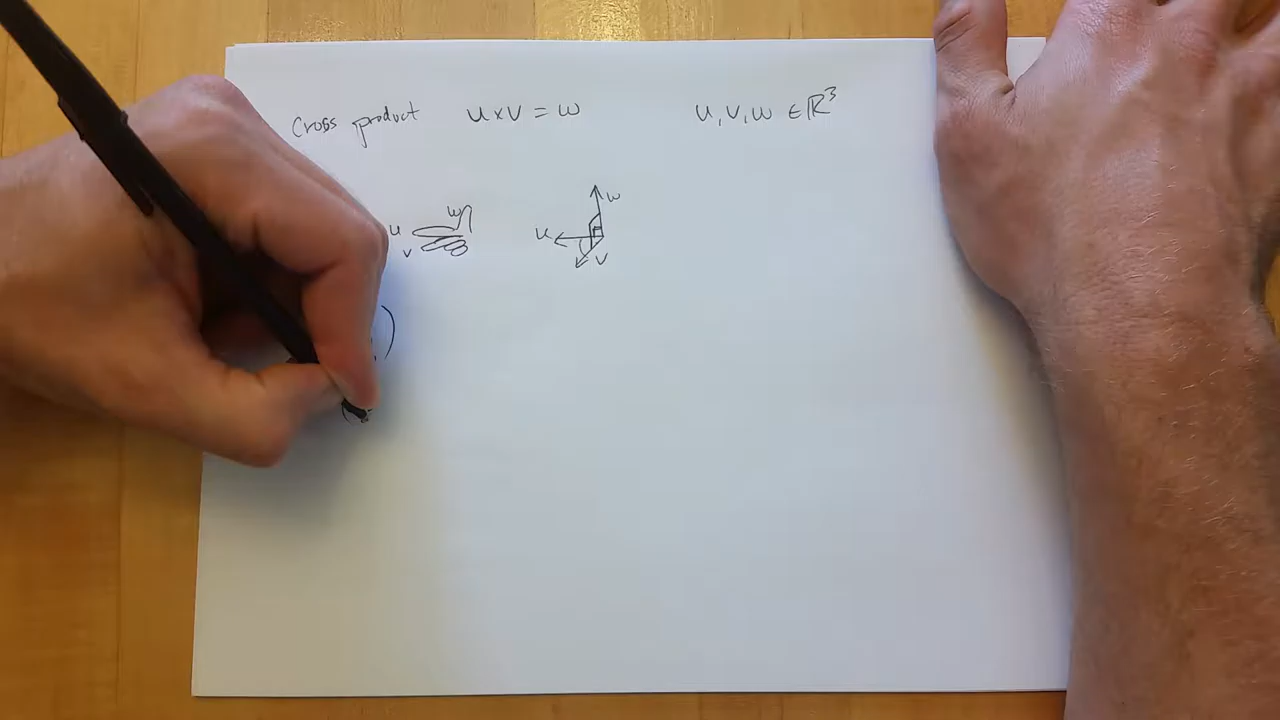 Cross product u×v = w u,v,w ∈ ℝ³
u w
v
u w
v
)